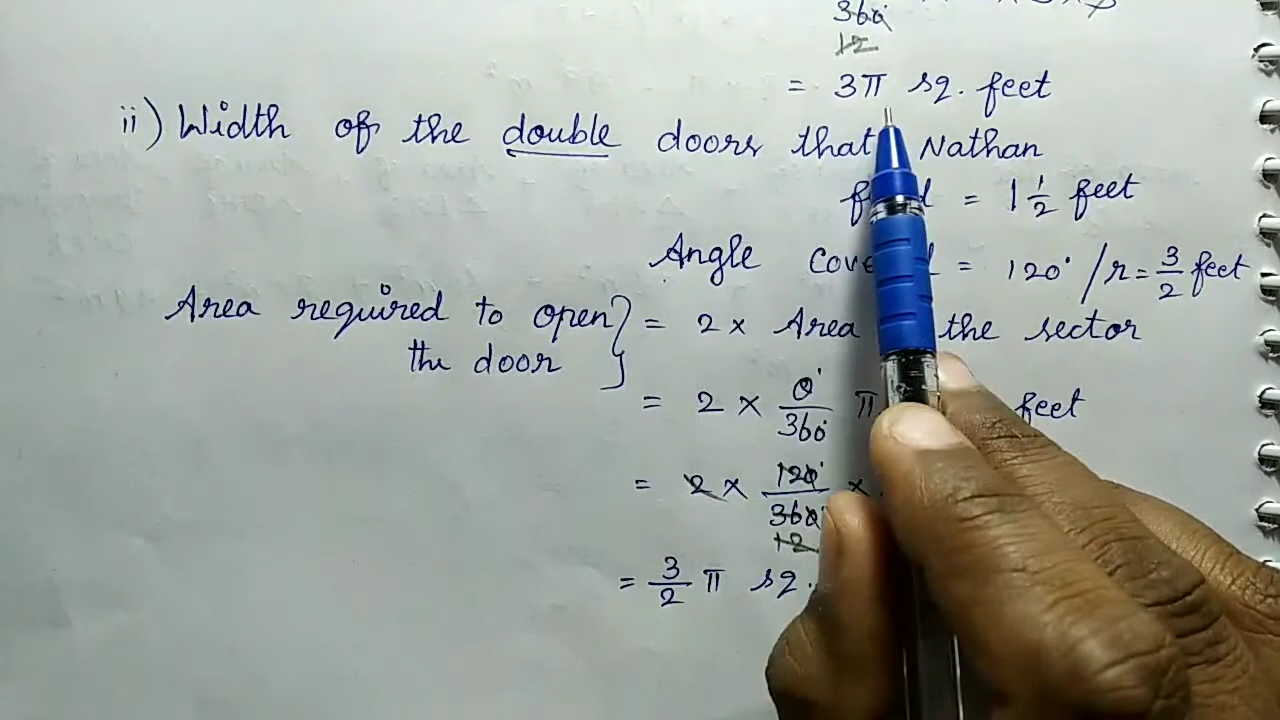 360
12
= 3π sq. feet
ii) Width of the double doors that Nathan
= 1 1/2 feet
Angle = 120° / r = 3/2 feet
Area required to open } = 2 × Area the sector
the door
= 2 × θ°/360° π feet
= 2 × 120°/360° ×
12
= 3/2 π sq.